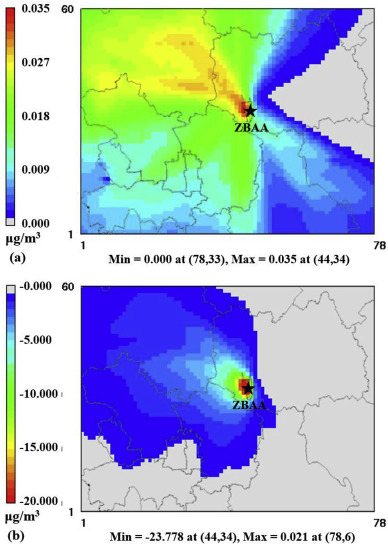 0.035
0.026
0.018
0.009
0.000
μg/m³
60
ZBAA
1
1
78
(a)
Min = 0.000 at (78,33), Max = 0.035 at (44,34)
-0.000
-5.000
-10.000
-15.000
-20.000
μg/m³
60
ZBAA
1
1
78
(b)
Min = -23.778 at (44,34), Max = 0.021 at (78,6)